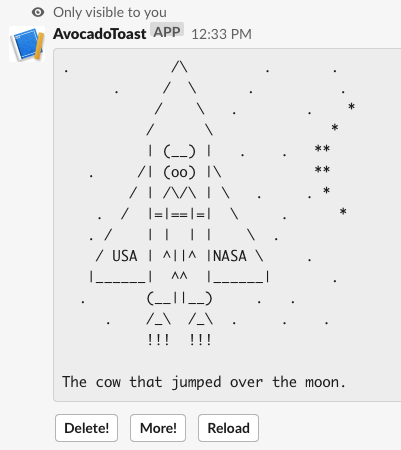 Only visible to you
AvocadoToast APP 12:33 PM
.            /\         .       .
      .     /  \      .          .
           /    \   .        .    *
          /      \              *
          | (__) |   .    .   **
   .     /| (oo) |\           **
        / | /\/\ | \   .     . *
    .  /  |=|==|=|  \     .      *
   . /    | |  | |    \  .
    / USA | ^||^ |NASA \     .
   |______|  ^^  |______|       .
  .       (__||__)     .   .
     .    /_\  /_\  .     .    .
          !!!  !!!
The cow that jumped over the moon.
Delete! More! Reload